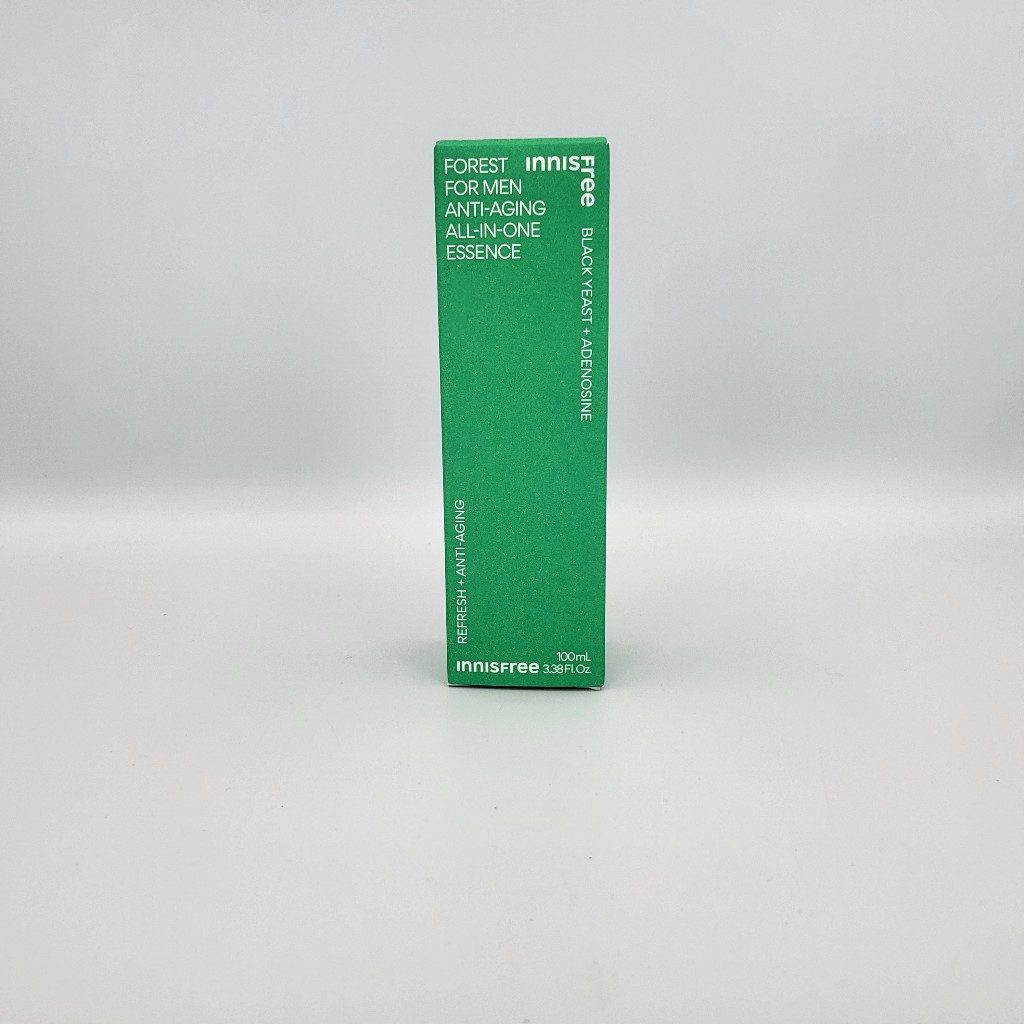 FOREST
FOR MEN
ANTI-AGING
ALL-IN-ONE
ESSENCE
innisfree
BLACK YEAST + ADENOSINE
REFRESH + ANTI-AGING
innisfree
100mL
3.38 Fl.Oz.